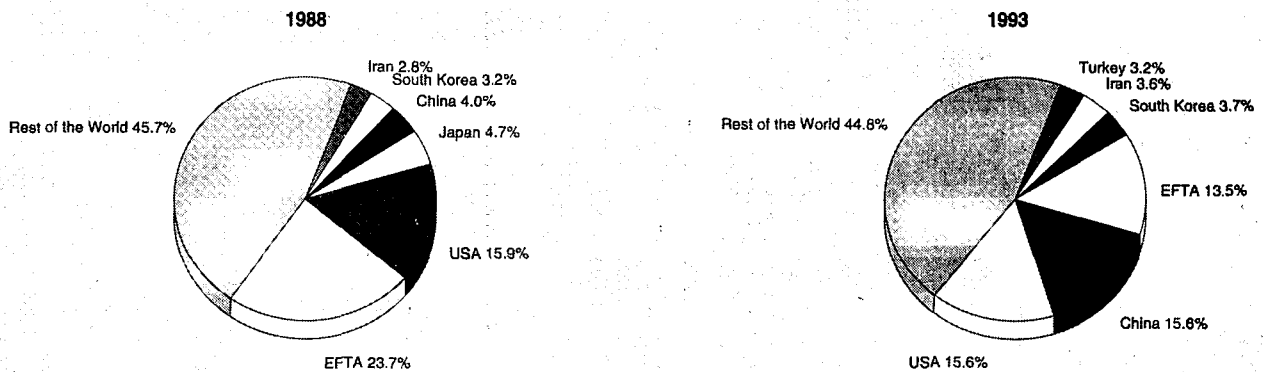 1988
Iran 2.8%
South Korea 3.2%
China 4.0%
Japan 4.7%
Rest of the World 45.7%
USA 15.9%
EFTA 23.7%
1993
Turkey 3.2%
Iran 3.6%
South Korea 3.7%
Rest of the World 44.8%
EFTA 13.5%
China 15.6%
USA 15.6%